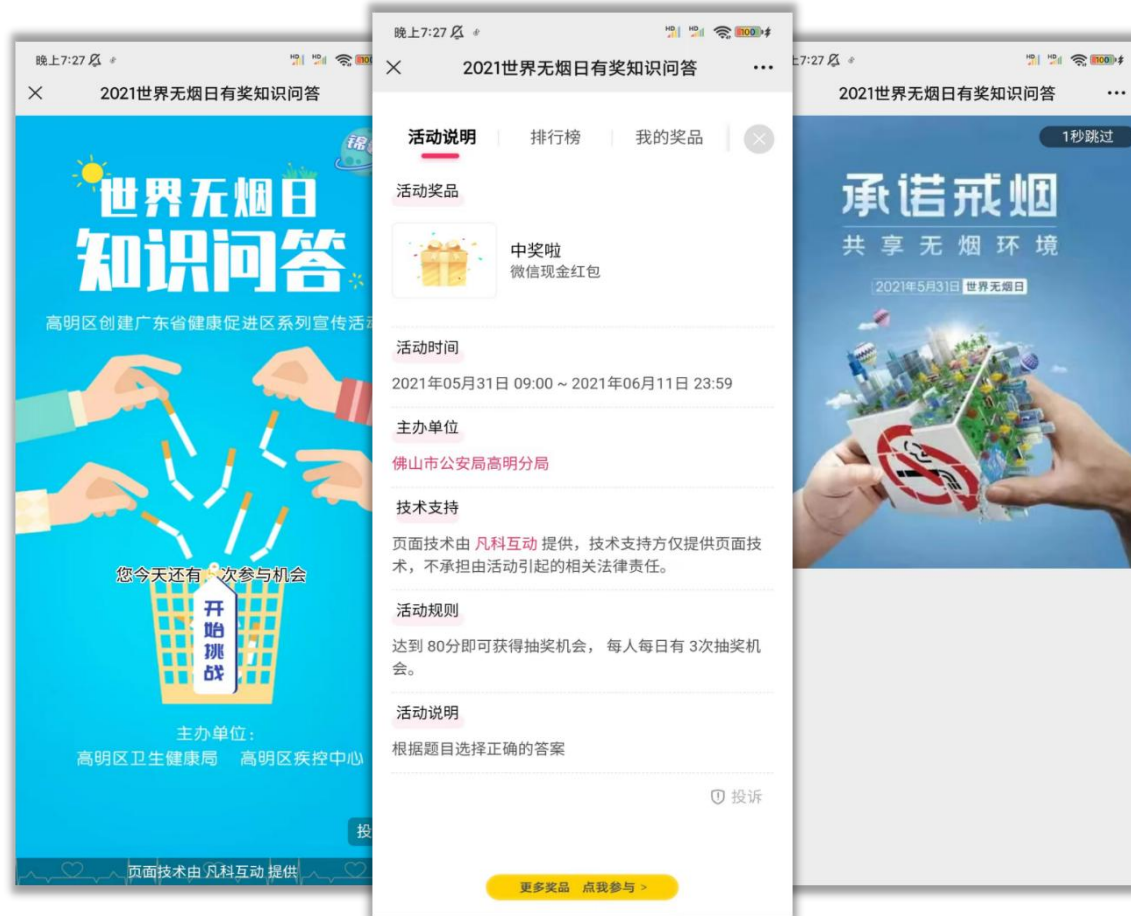 晚上7:27
HD HD 100
2021世界无烟日有奖知识问答
锦
世界无烟日
知识问答
高明区创建广东省健康促进区系列宣传活
您今天还有 次参与机会
开始挑战
主办单位:
高明区卫生健康局 高明区疾控中心
投
页面技术由 凡科互动 提供
晚上7:27
HD HD 100
2021世界无烟日有奖知识问答
活动说明 排行榜 我的奖品
活动奖品
中奖啦
微信现金红包
活动时间
2021年05月31日 09:00 ~ 2021年06月11日 23:59
主办单位
佛山市公安局高明分局
技术支持
页面技术由 凡科互动 提供，技术支持方仅提供页面技
术，不承担由活动引起的相关法律责任。
活动规则
达到 80分即可获得抽奖机会， 每人每日有 3次抽奖机
会。
活动说明
根据题目选择正确的答案
投诉
更多奖品 点我参与 >
7:27
HD HD 100
2021世界无烟日有奖知识问答
1秒跳过
承诺戒烟
共享无烟环境
2021年5月31日 世界无烟日